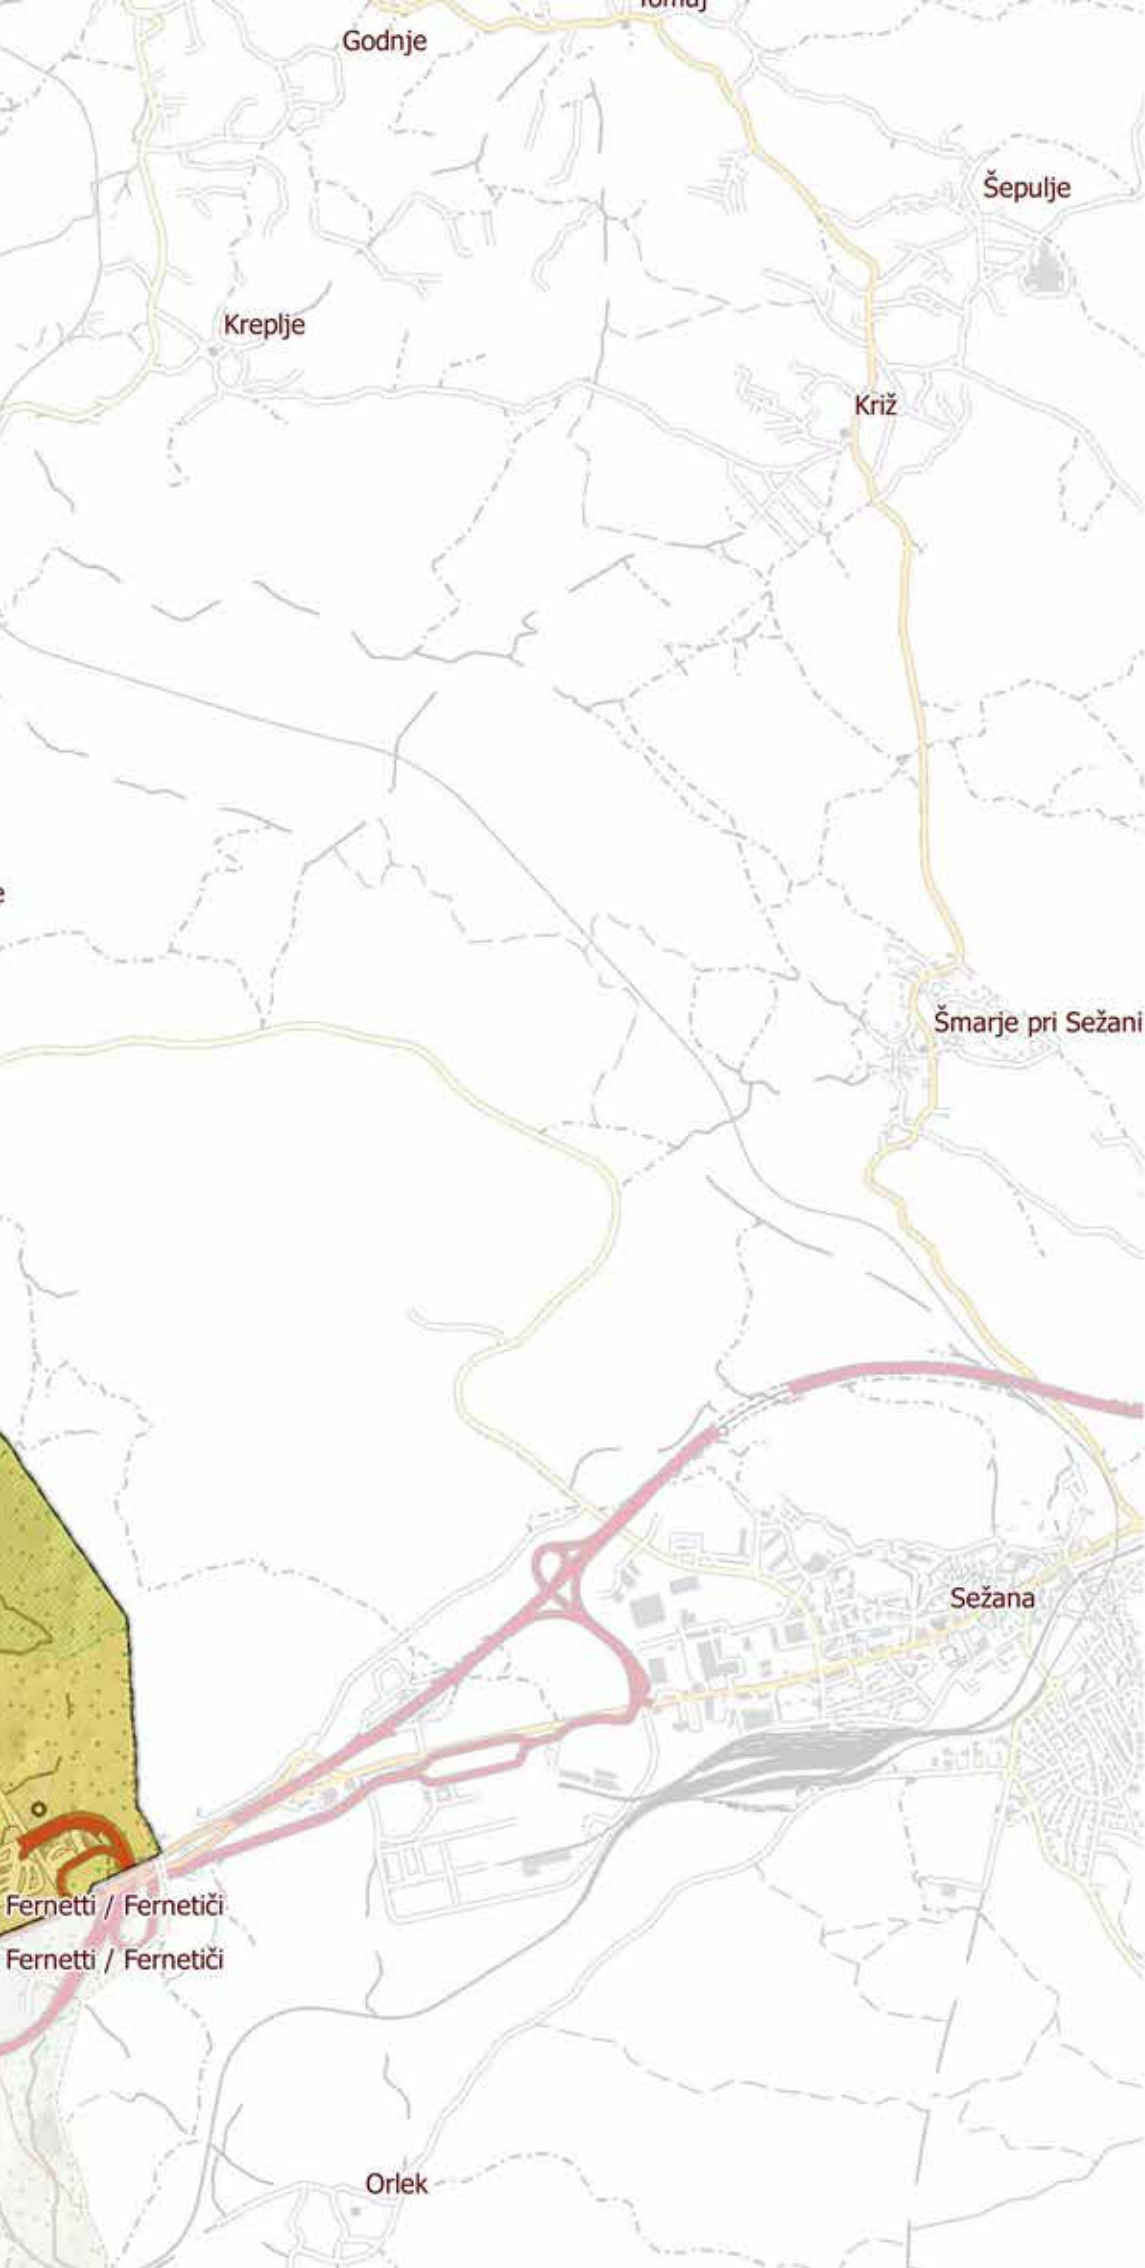 Godnje
Šepulje
Kreplje
Križ
Šmarje pri Sežani
Sežana
Fernetti / Fernetiči
Fernetti / Fernetiči
Orlek